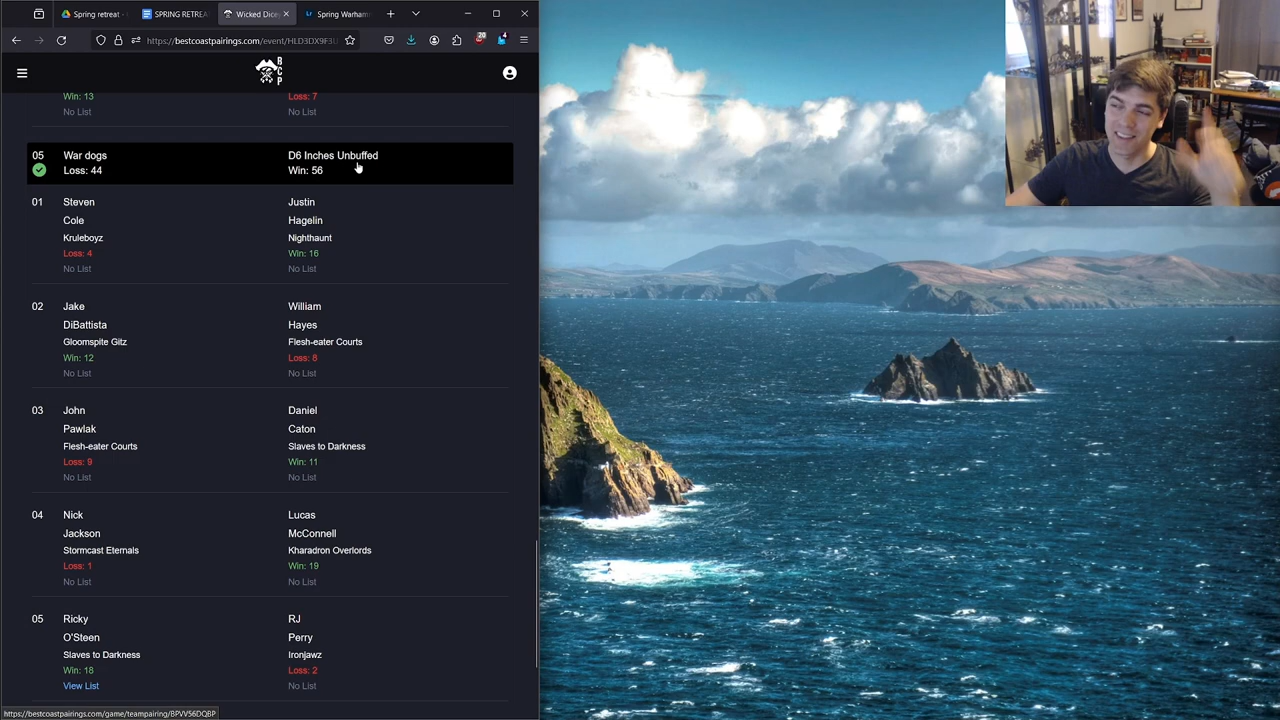 Spring retreat -
SPRING RETREA
Wicked Dicey
Spring Warham
https://bestcoastpairings.com/event/HLD3DX9F3U
20
4
B
C
P
Win: 13
Loss: 7
No List
No List
05
War dogs
D6 Inches Unbuffed
Loss: 44
Win: 56
01
Steven
Justin
Cole
Hagelin
Kruleboyz
Nighthaunt
Loss: 4
Win: 16
No List
No List
02
Jake
William
DiBattista
Hayes
Gloomspite Gitz
Flesh-eater Courts
Win: 12
Loss: 8
No List
No List
03
John
Daniel
Pawlak
Caton
Flesh-eater Courts
Slaves to Darkness
Loss: 9
Win: 11
No List
No List
04
Nick
Lucas
Jackson
McConnell
Stormcast Eternals
Kharadron Overlords
Loss: 1
Win: 19
No List
No List
05
Ricky
RJ
O'Steen
Perry
Slaves to Darkness
Ironjawz
Win: 18
Loss: 2
View List
No List
https://bestcoastpairings.com/game/teampairing/8PVV56DQBP